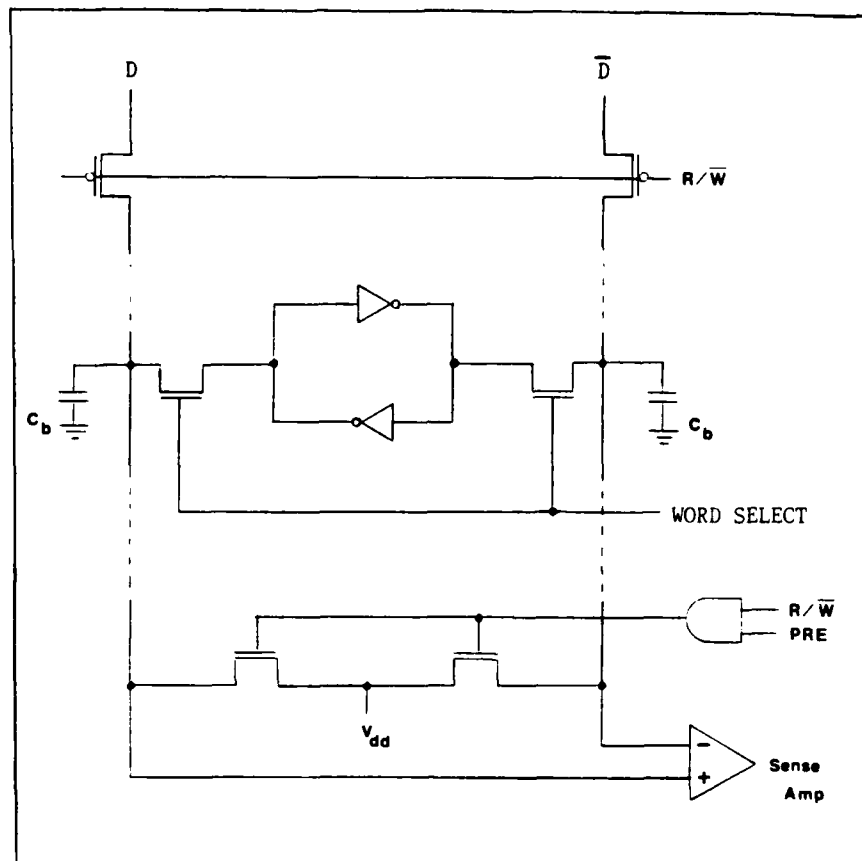 D D̅
R/W̅
C_b C_b
WORD SELECT
R/W̅
PRE
V_dd
− 
+ Sense
Amp